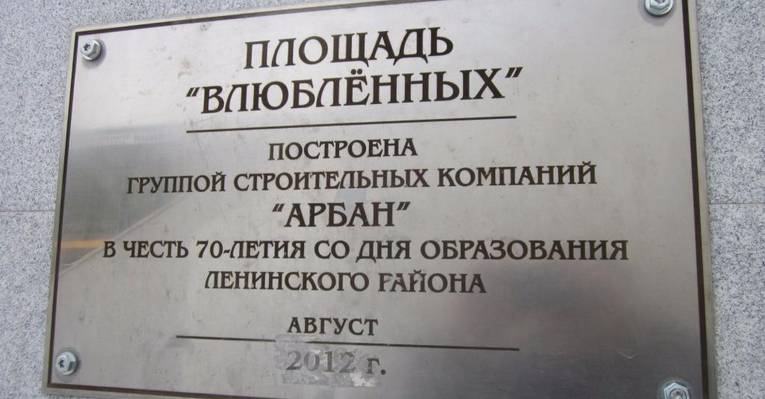 ПЛОЩАДЬ
"ВЛЮБЛЁННЫХ"
ПОСТРОЕНА
ГРУППОЙ СТРОИТЕЛЬНЫХ КОМПАНИЙ
"АРБАН"
В ЧЕСТЬ 70-ЛЕТИЯ СО ДНЯ ОБРАЗОВАНИЯ
ЛЕНИНСКОГО РАЙОНА
АВГУСТ
2012 г.